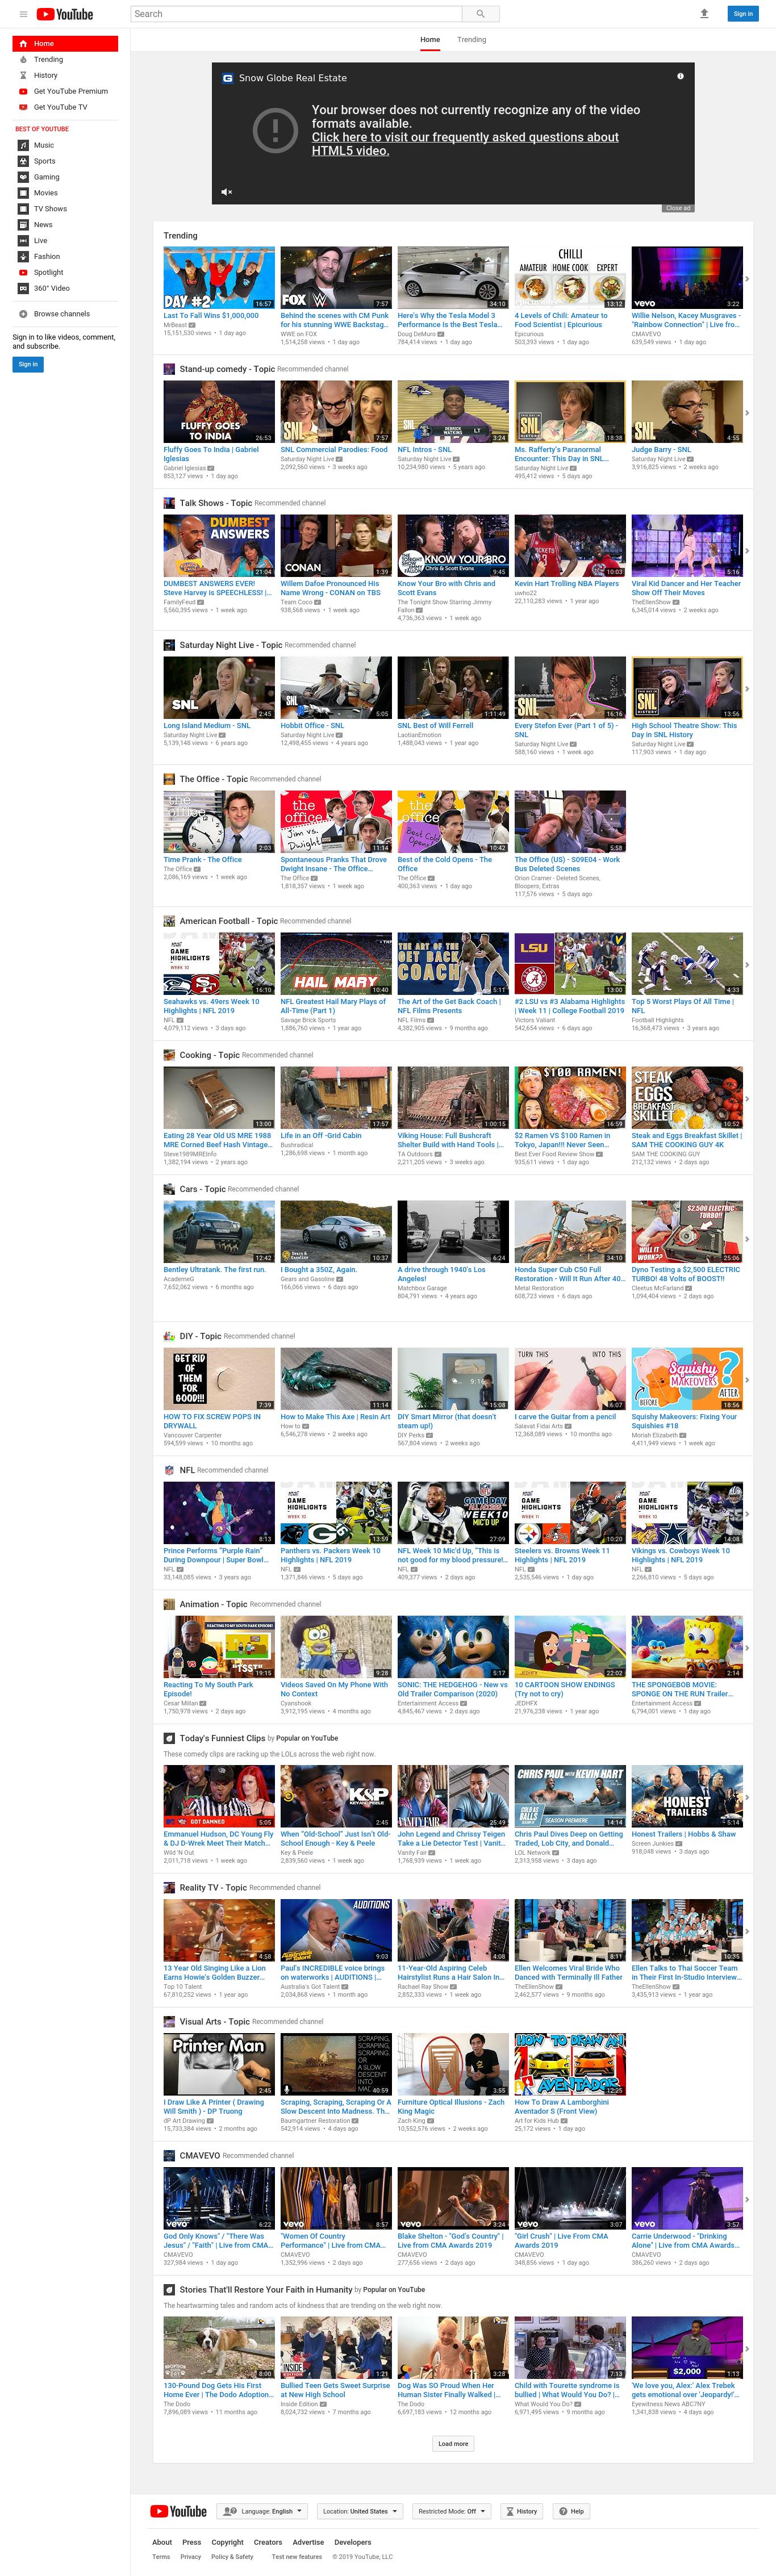 YouTube
Search
Sign in
Home
Trending
History
Get YouTube Premium
Get YouTube TV
BEST OF YOUTUBE
Music
Sports
Gaming
Movies
TV Shows
News
Live
Fashion
Spotlight
360° Video
Browse channels
Sign in to like videos, comment,
and subscribe.
Sign in
Home Trending
Snow Globe Real Estate
Your browser does not currently recognize any of the video
formats available.
Click here to visit our frequently asked questions about
HTML5 video.
Close ad
Trending
Last To Fall Wins $1,000,000
MrBeast
15,151,530 views • 1 day ago
Behind the scenes with CM Punk
for his stunning WWE Backstag...
WWE on FOX
1,514,258 views • 1 day ago
Here's Why the Tesla Model 3
Performance Is the Best Tesla...
Doug DeMuro
784,414 views • 1 day ago
4 Levels of Chili: Amateur to
Food Scientist | Epicurious
Epicurious
503,393 views • 1 day ago
Willie Nelson, Kacey Musgraves -
"Rainbow Connection" | Live fro...
CMAVEVO
639,549 views • 1 day ago
Stand-up comedy - Topic Recommended channel
Fluffy Goes To India | Gabriel
Iglesias
Gabriel Iglesias
853,127 views • 1 day ago
SNL Commercial Parodies: Food
Saturday Night Live
2,092,560 views • 3 weeks ago
NFL Intros - SNL
Saturday Night Live
10,234,980 views • 5 years ago
Ms. Rafferty's Paranormal
Encounter: This Day in SNL...
Saturday Night Live
495,412 views • 5 days ago
Judge Barry - SNL
Saturday Night Live
3,916,825 views • 2 weeks ago
Talk Shows - Topic Recommended channel
DUMBEST ANSWERS EVER!
Steve Harvey is SPEECHLESS! |...
FamilyFeud
5,560,395 views • 1 week ago
Willem Dafoe Pronounced His
Name Wrong - CONAN on TBS
Team Coco
938,568 views • 1 week ago
Know Your Bro with Chris and
Scott Evans
The Tonight Show Starring Jimmy
Fallon
4,736,363 views • 1 week ago
Kevin Hart Trolling NBA Players
uwho22
22,110,283 views • 1 year ago
Viral Kid Dancer and Her Teacher
Show Off Their Moves
TheEllenShow
6,345,014 views • 2 weeks ago
Saturday Night Live - Topic Recommended channel
Long Island Medium - SNL
Saturday Night Live
5,139,148 views • 6 years ago
Hobbit Office - SNL
Saturday Night Live
12,498,455 views • 4 years ago
SNL Best of Will Ferrell
LaotianEmotion
1,488,043 views • 1 year ago
Every Stefon Ever (Part 1 of 5) -
SNL
Saturday Night Live
588,160 views • 1 week ago
High School Theatre Show: This
Day in SNL History
Saturday Night Live
117,903 views • 1 day ago
The Office - Topic Recommended channel
Time Prank - The Office
The Office
2,086,169 views • 1 week ago
Spontaneous Pranks That Drove
Dwight Insane - The Office...
The Office
1,818,357 views • 1 week ago
Best of the Cold Opens - The
Office
The Office
400,363 views • 1 day ago
The Office (US) - S09E04 - Work
Bus Deleted Scenes
Orion Cramer - Deleted Scenes,
Bloopers, Extras
117,576 views • 5 days ago
American Football - Topic Recommended channel
Seahawks vs. 49ers Week 10
Highlights | NFL 2019
NFL
4,079,112 views • 3 days ago
NFL Greatest Hail Mary Plays of
All-Time (Part 1)
Savage Brick Sports
1,886,760 views • 1 year ago
The Art of the Get Back Coach |
NFL Films Presents
NFL Films
4,382,905 views • 9 months ago
#2 LSU vs #3 Alabama Highlights
| Week 11 | College Football 2019
Victors Valiant
542,654 views • 6 days ago
Top 5 Worst Plays Of All Time |
NFL
Football Highlights
16,368,473 views • 3 years ago
Cooking - Topic Recommended channel
Eating 28 Year Old US MRE 1988
MRE Corned Beef Hash Vintage...
Steve1989MREInfo
1,382,194 views • 2 years ago
Life in an Off -Grid Cabin
Bushradical
1,286,698 views • 1 month ago
Viking House: Full Bushcraft
Shelter Build with Hand Tools |...
TA Outdoors
2,211,205 views • 3 weeks ago
$2 Ramen VS $100 Ramen in
Tokyo, Japan!!! Never Seen...
Best Ever Food Review Show
935,611 views • 1 day ago
Steak and Eggs Breakfast Skillet |
SAM THE COOKING GUY 4K
SAM THE COOKING GUY
212,132 views • 2 days ago
Cars - Topic Recommended channel
Bentley Ultratank. The first run.
AcademeG
7,652,062 views • 6 months ago
I Bought a 350Z, Again.
Gears and Gasoline
166,066 views • 6 days ago
A drive through 1940's Los
Angeles!
Matchbox Garage
804,791 views • 4 years ago
Honda Super Cub C50 Full
Restoration - Will It Run After 40...
Metal Restoration
608,723 views • 6 days ago
Dyno Testing a $2,500 ELECTRIC
TURBO! 48 Volts of BOOST!!
Cleetus McFarland
1,094,404 views • 2 days ago
DIY - Topic Recommended channel
HOW TO FIX SCREW POPS IN
DRYWALL
Vancouver Carpenter
594,599 views • 10 months ago
How to Make This Axe | Resin Art
How to
6,546,278 views • 2 weeks ago
DIY Smart Mirror (that doesn't
steam up!)
DIY Perks
567,804 views • 2 weeks ago
I carve the Guitar from a pencil
Salavat Fidai Arts
12,368,089 views • 10 months ago
Squishy Makeovers: Fixing Your
Squishies #18
Moriah Elizabeth
4,411,949 views • 1 week ago
NFL Recommended channel
Prince Performs "Purple Rain"
During Downpour | Super Bowl...
NFL
33,148,085 views • 3 years ago
Panthers vs. Packers Week 10
Highlights | NFL 2019
NFL
1,371,846 views • 5 days ago
NFL Week 10 Mic'd Up, "This is
not good for my blood pressure!...
NFL
409,377 views • 2 days ago
Steelers vs. Browns Week 11
Highlights | NFL 2019
NFL
2,535,546 views • 1 day ago
Vikings vs. Cowboys Week 10
Highlights | NFL 2019
NFL
2,266,810 views • 5 days ago
Animation - Topic Recommended channel
Reacting To My South Park
Episode!
Cesar Millan
1,750,978 views • 2 days ago
Videos Saved On My Phone With
No Context
Cyanshook
3,912,195 views • 4 months ago
SONIC: THE HEDGEHOG - New vs
Old Trailer Comparison (2020)
Entertainment Access
4,845,467 views • 2 days ago
10 CARTOON SHOW ENDINGS
(Try not to cry)
JEDHFX
21,976,238 views • 1 year ago
THE SPONGEBOB MOVIE:
SPONGE ON THE RUN Trailer...
Entertainment Access
6,794,001 views • 1 day ago
Today's Funniest Clips by Popular on YouTube
These comedy clips are racking up the LOLs across the web right now.
Emmanuel Hudson, DC Young Fly
& DJ D-Wrek Meet Their Match...
Wild 'N Out
2,011,718 views • 1 week ago
When "Old-School" Just Isn't Old-
School Enough - Key & Peele
Key & Peele
2,839,560 views • 1 week ago
John Legend and Chrissy Teigen
Take a Lie Detector Test | Vanit...
Vanity Fair
1,768,939 views • 1 week ago
Chris Paul Dives Deep on Getting
Traded, Lob City, and Donald...
LOL Network
2,313,958 views • 3 days ago
Honest Trailers | Hobbs & Shaw
Screen Junkies
918,048 views • 3 days ago
Reality TV - Topic Recommended channel
13 Year Old Singing Like a Lion
Earns Howie's Golden Buzzer...
Top 10 Talent
67,810,252 views • 1 year ago
Paul's INCREDIBLE voice brings
on waterworks | AUDITIONS |...
Australia's Got Talent
2,034,868 views • 1 month ago
11-Year-Old Aspiring Celeb
Hairstylist Runs a Hair Salon In...
Rachael Ray Show
2,852,333 views • 1 week ago
Ellen Welcomes Viral Bride Who
Danced with Terminally Ill Father
TheEllenShow
2,462,577 views • 9 months ago
Ellen Talks to Thai Soccer Team
in Their First In-Studio Interview...
TheEllenShow
3,435,913 views • 1 year ago
Visual Arts - Topic Recommended channel
I Draw Like A Printer ( Drawing
Will Smith ) - DP Truong
dP Art Drawing
15,733,384 views • 2 months ago
Scraping, Scraping, Scraping Or A
Slow Descent Into Madness. Th...
Baumgartner Restoration
542,914 views • 4 days ago
Furniture Optical Illusions - Zach
King Magic
Zach King
10,552,576 views • 2 weeks ago
How To Draw A Lamborghini
Aventador S (Front View)
Art for Kids Hub
25,172 views • 1 day ago
CMAVEVO Recommended channel
God Only Knows" / "There Was
Jesus" / "Faith" | Live from CMA...
CMAVEVO
327,984 views • 1 day ago
"Women Of Country
Performance" | Live from CMA...
CMAVEVO
1,352,996 views • 2 days ago
Blake Shelton - "God's Country" |
Live from CMA Awards 2019
CMAVEVO
277,656 views • 2 days ago
"Girl Crush" | Live From CMA
Awards 2019
CMAVEVO
348,856 views • 1 day ago
Carrie Underwood - "Drinking
Alone" | Live from CMA Awards...
CMAVEVO
386,260 views • 2 days ago
Stories That'll Restore Your Faith in Humanity by Popular on YouTube
The heartwarming tales and random acts of kindness that are trending on the web right now.
130-Pound Dog Gets His First
Home Ever | The Dodo Adoption...
The Dodo
7,896,089 views • 11 months ago
Bullied Teen Gets Sweet Surprise
at New High School
Inside Edition
8,024,732 views • 7 months ago
Dog Was SO Proud When Her
Human Sister Finally Walked |...
The Dodo
6,697,183 views • 12 months ago
Child with Tourette syndrome is
bullied | What Would You Do? |...
What Would You Do?
6,971,495 views • 9 months ago
'We love you, Alex:' Alex Trebek
gets emotional over 'Jeopardy!'...
Eyewitness News ABC7NY
1,341,838 views • 4 days ago
Load more
YouTube
Language: English
Location: United States
Restricted Mode: Off
History
Help
About Press Copyright Creators Advertise Developers
Terms Privacy Policy & Safety Test new features © 2019 YouTube, LLC